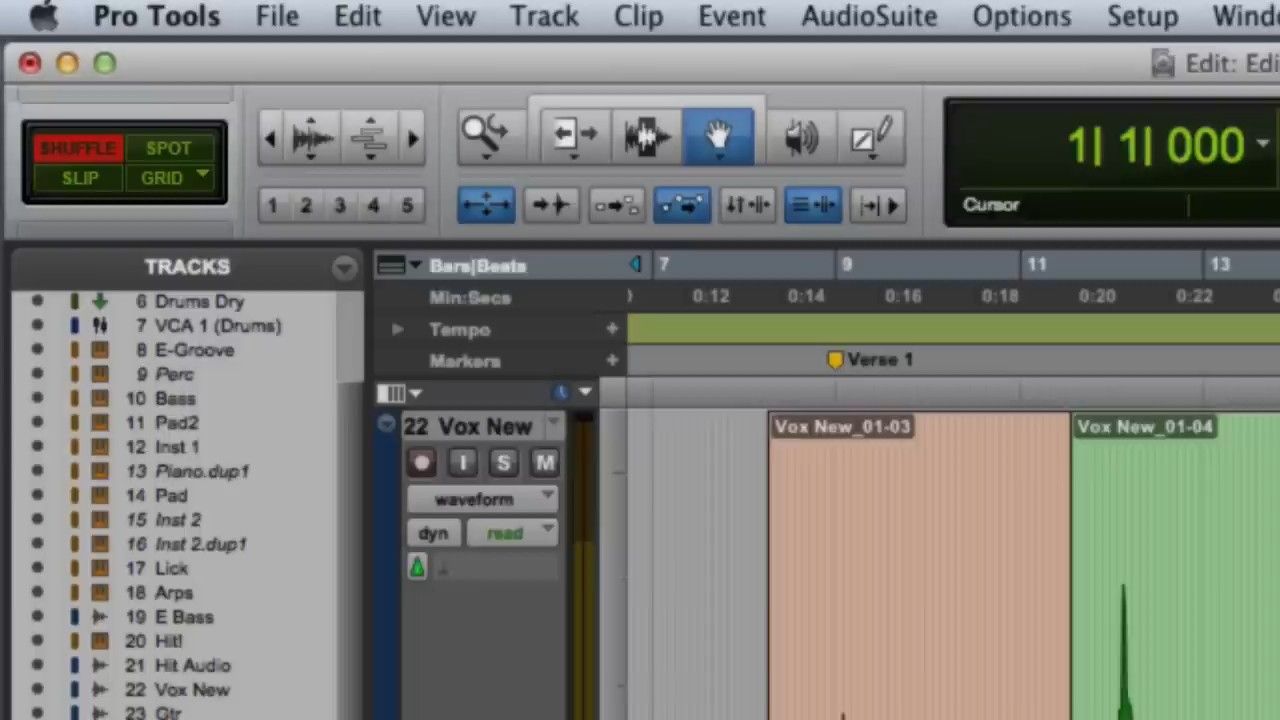 Pro Tools File Edit View Track Clip Event AudioSuite Options Setup Windo
Edit: Edi
SHUFFLE SPOT
SLIP GRID
1 2 3 4 5
1| 1| 000
Cursor
TRACKS
6 Drums Dry
7 VCA 1 (Drums)
8 E-Groove
9 Perc
10 Bass
11 Pad2
12 Inst 1
13 Piano.dup1
14 Pad
15 Inst 2
16 Inst 2.dup1
17 Lick
18 Arps
19 E Bass
20 Hit!
21 Hit Audio
22 Vox New
23 Gtr
Bars|Beats 7 9 11 13
Min:Secs 0:12 0:14 0:16 0:18 0:20 0:22
Tempo +
Markers + Verse 1
22 Vox New
I S M
waveform
dyn read
Vox New_01-03
Vox New_01-04